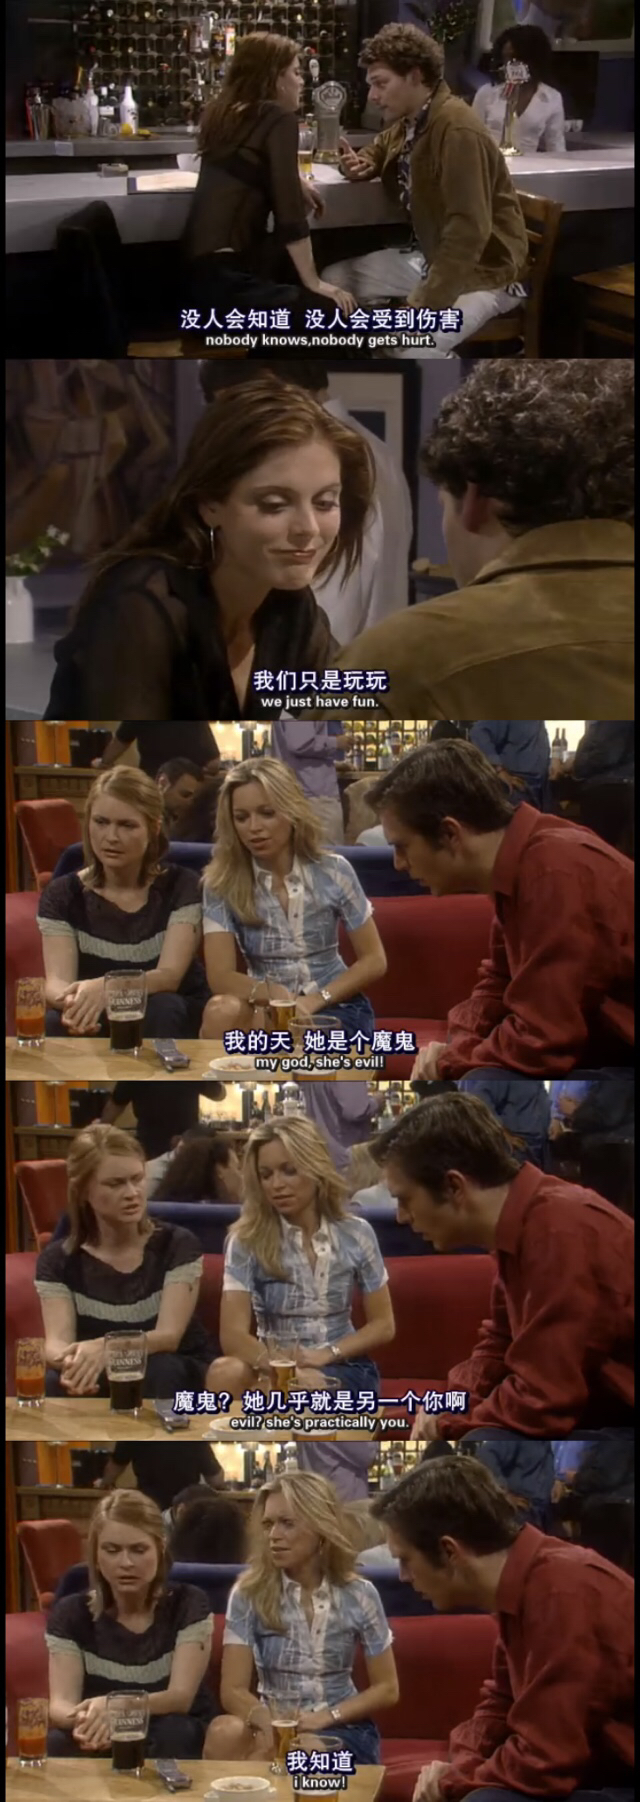 没人会知道 没人会受到伤害
nobody knows,nobody gets hurt.
我们只是玩玩
we just have fun.
我的天 她是个魔鬼
my god, she's evil!
GUINNESS
魔鬼? 她几乎就是另一个你啊
evil? she's practically you.
GUINNESS
我知道
i know!
GUINNESS